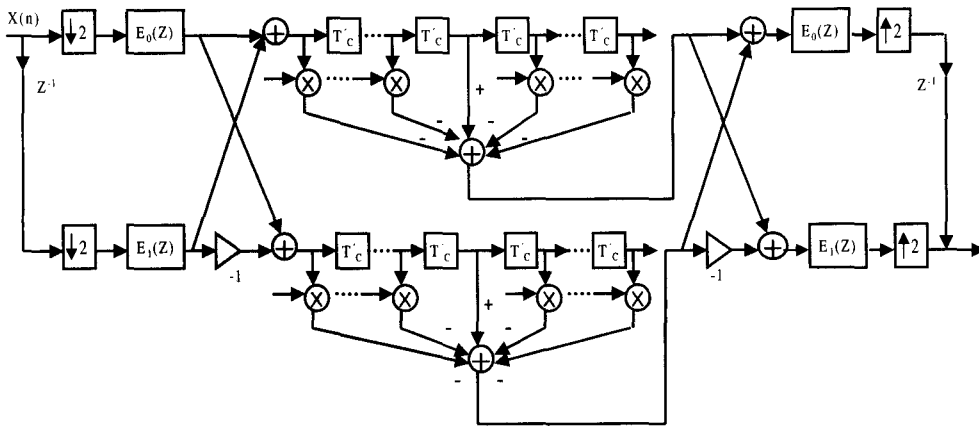 X(n)
↓2
E₀(Z)
+
T'c
T'c
T'c
T'c
+
E₀(Z)
↑2
Z⁻¹
X
X
X
X
Z⁻¹
+
-
-
-
-
+
↓2
E₁(Z)
-1
+
T'c
T'c
T'c
T'c
-1
+
E₁(Z)
↑2
X
X
X
X
+
-
-
+
-
-